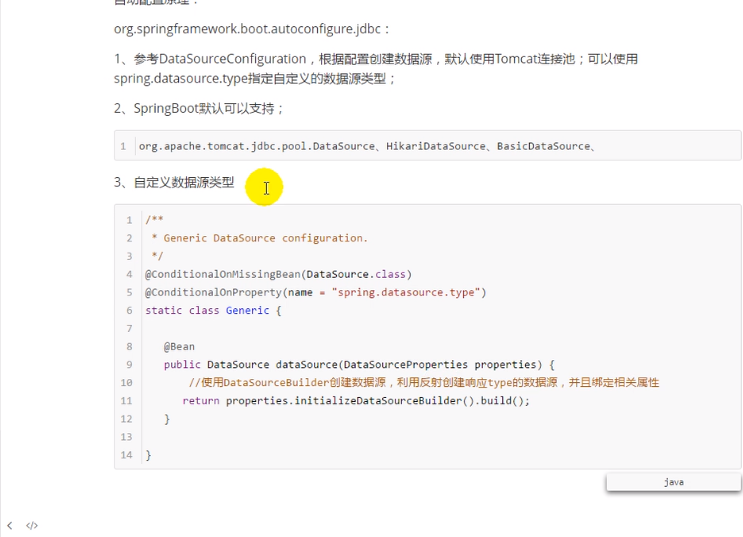 自动配置原理：
org.springframework.boot.autoconfigure.jdbc：
1、参考DataSourceConfiguration，根据配置创建数据源，默认使用Tomcat连接池；可以使用
spring.datasource.type指定自定义的数据源类型；
2、SpringBoot默认可以支持；
1 org.apache.tomcat.jdbc.pool.DataSource、HikariDataSource、BasicDataSource、
3、自定义数据源类型
1 /**
2  * Generic DataSource configuration.
3  */
4 @ConditionalOnMissingBean(DataSource.class)
5 @ConditionalOnProperty(name = "spring.datasource.type")
6 static class Generic {
7
8    @Bean
9    public DataSource dataSource(DataSourceProperties properties) {
10        //使用DataSourceBuilder创建数据源，利用反射创建响应type的数据源，并且绑定相关属性
11       return properties.initializeDataSourceBuilder().build();
12    }
13
14 }
java